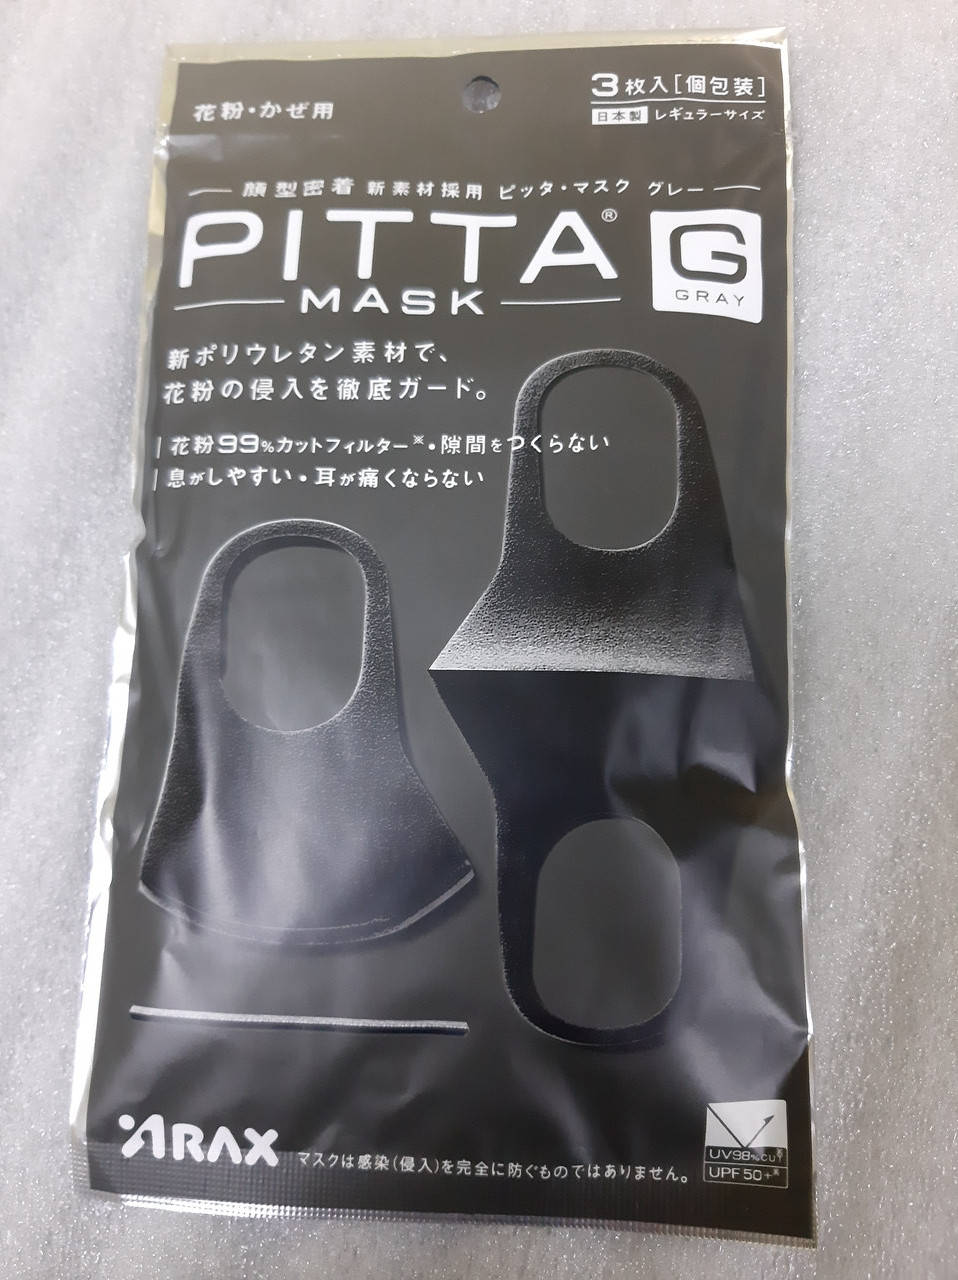 花粉・かぜ用
3枚入[個包装]
日本製 レギュラーサイズ
顔型密着 新素材採用 ピッタ・マスク グレー
PITTA®
MASK
G
GRAY
新ポリウレタン素材で、
花粉の侵入を徹底ガード。
花粉99%カットフィルター※・隙間をつくらない
息がしやすい・耳が痛くならない
ARAX
マスクは感染(侵入)を完全に防ぐものではありません。
UV98%CUT
UPF50+※